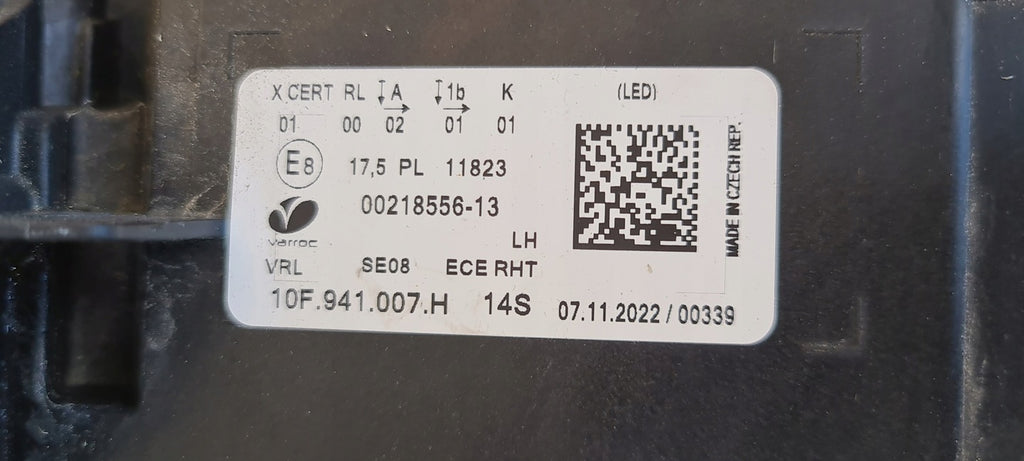 X CERT RL ↕A→ ↕1b→ K (LED)
01 00 02 01 01
E8 17,5 PL 11823
00218556-13
varroc
LH
VRL SE08 ECE RHT
10F.941.007.H 14S 07.11.2022 / 00339
MADE IN CZECH REP.